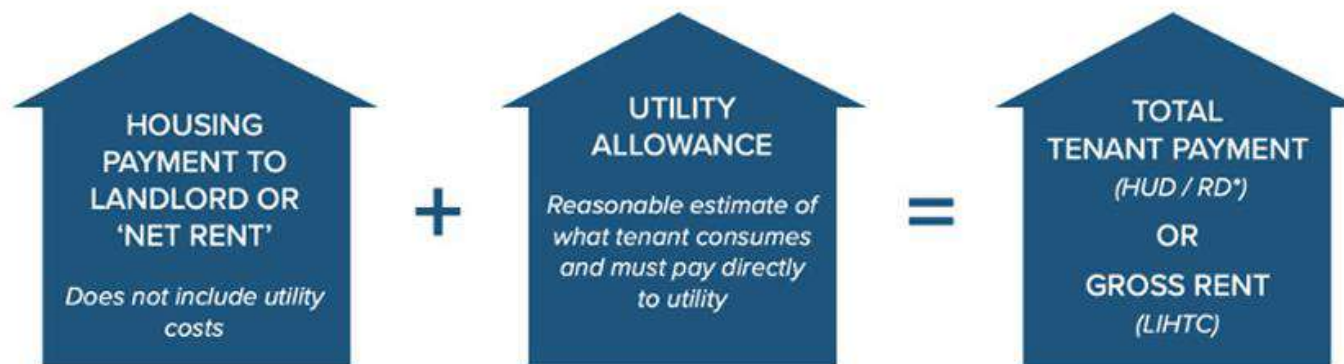 HOUSING
PAYMENT TO
LANDLORD OR
‘NET RENT’
Does not include utility
costs
+
UTILITY
ALLOWANCE
Reasonable estimate of
what tenant consumes
and must pay directly
to utility
=
TOTAL
TENANT PAYMENT
(HUD / RD*)
OR
GROSS RENT
(LIHTC)